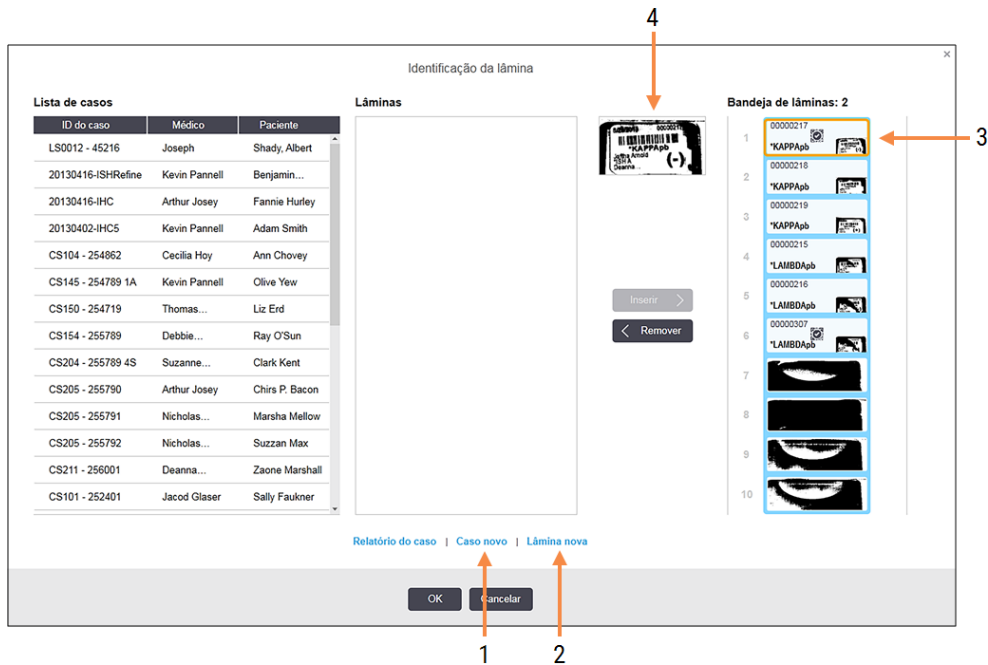 4
Identificação da lâmina
×
Lista de casos
ID do caso Médico Paciente
LS0012 - 45216 Joseph Shady, Albert
20130416-ISHRefine Kevin Pannell Benjamin...
20130416-IHC Arthur Josey Fannie Hurley
20130402-IHC5 Kevin Pannell Adam Smith
CS104 - 254862 Cecilia Hoy Ann Chovey
CS145 - 254789 1A Kevin Pannell Olive Yew
CS150 - 254719 Thomas... Liz Erd
CS154 - 255789 Debbie... Ray O'Sun
CS204 - 255789 4S Suzanne... Clark Kent
CS205 - 255790 Arthur Josey Chirs P. Bacon
CS205 - 255791 Nicholas... Marsha Mellow
CS205 - 255792 Nicholas... Suzzan Max
CS211 - 256001 Deanna... Zaone Marshall
CS101 - 252401 Jacod Glaser Sally Faukner
Lâminas
00000217
*KAPPApb
Arnold
Deanna...
(-)
Inserir
Remover
Bandeja de lâminas: 2
1
00000217
*KAPPApb
3
2
00000218
*KAPPApb
3
00000219
*KAPPApb
4
00000215
*LAMBDApb
5
00000216
*LAMBDApb
6
00000307
*LAMBDApb
7
8
9
10
Relatório do caso | Caso novo | Lâmina nova
OK Cancelar
1 2